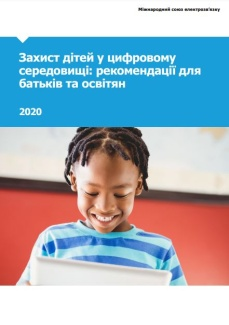 Міжнародний союз електрозв'язку
Захист дітей у цифровому
середовищі: рекомендації для
батьків та освітян
2020